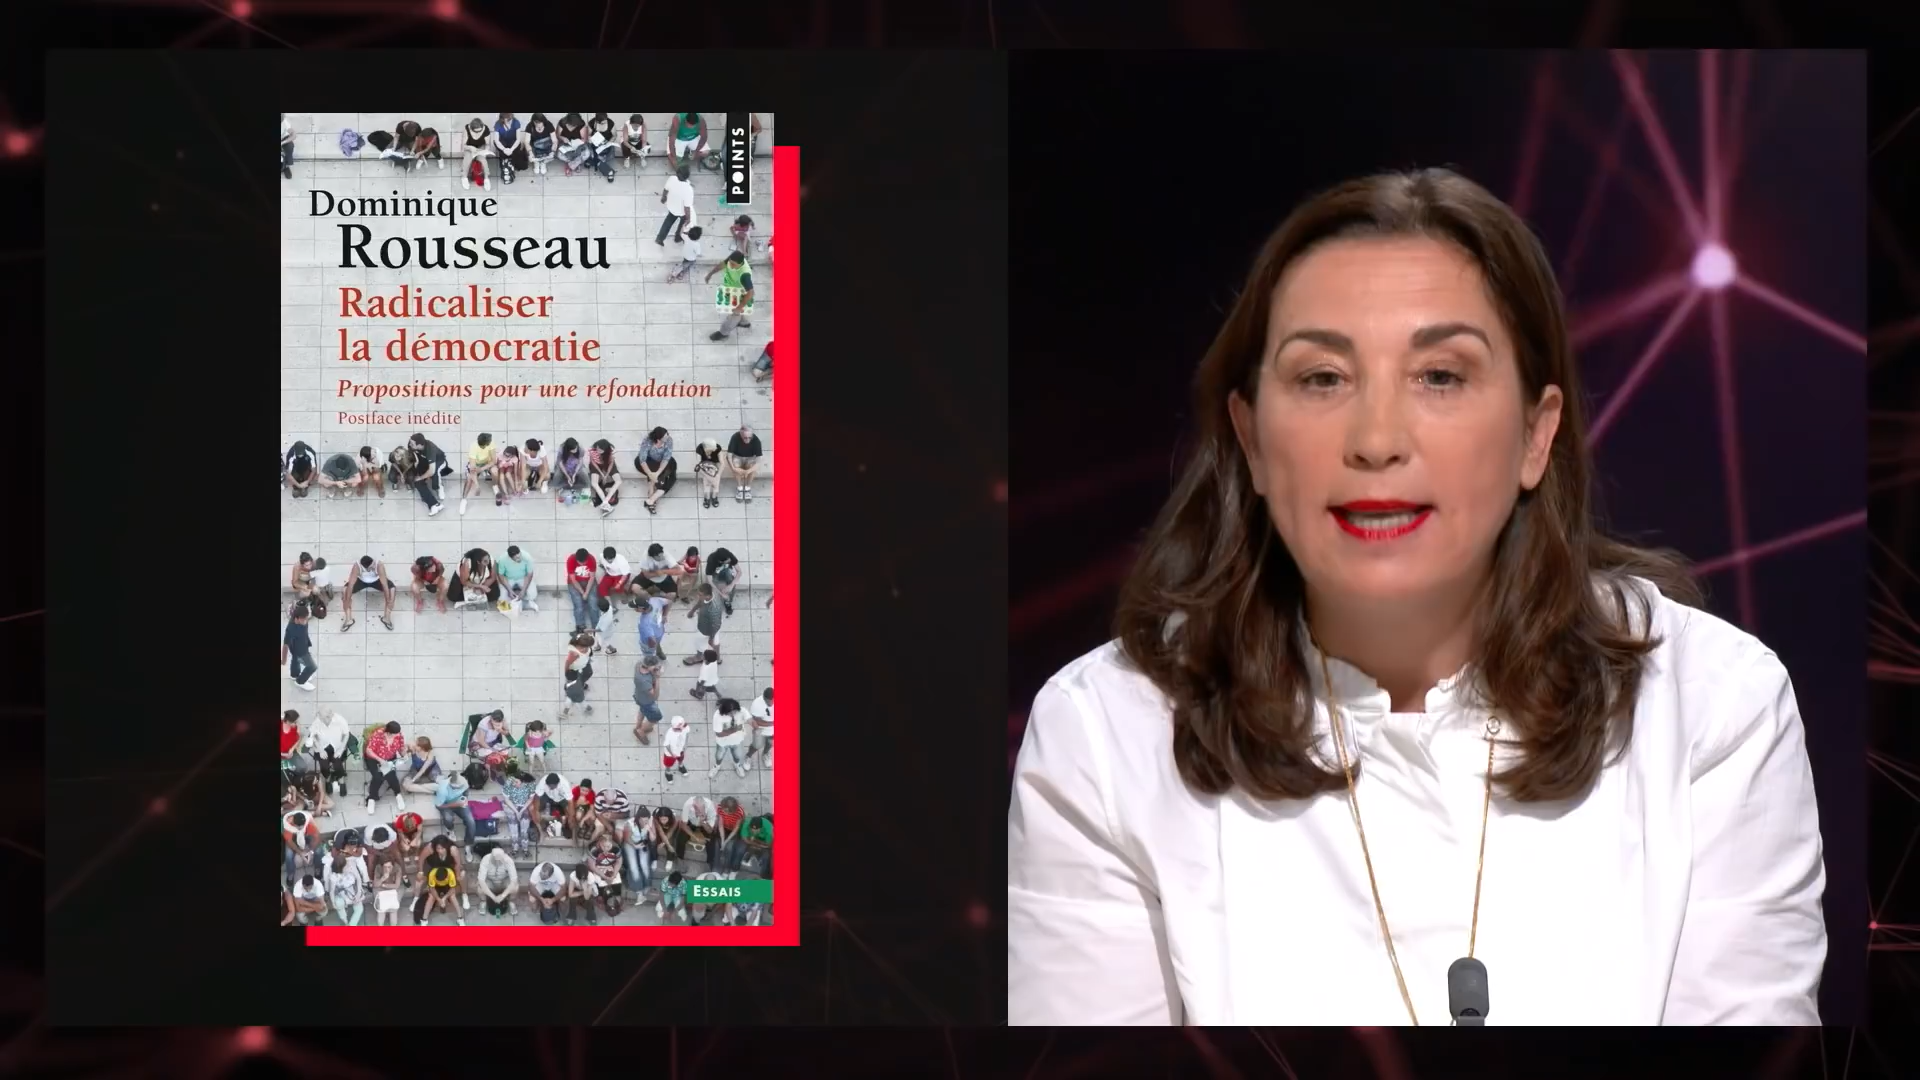 POINTS
Dominique
Rousseau
Radicaliser
la démocratie
Propositions pour une refondation
Postface inédite
ESSAIS